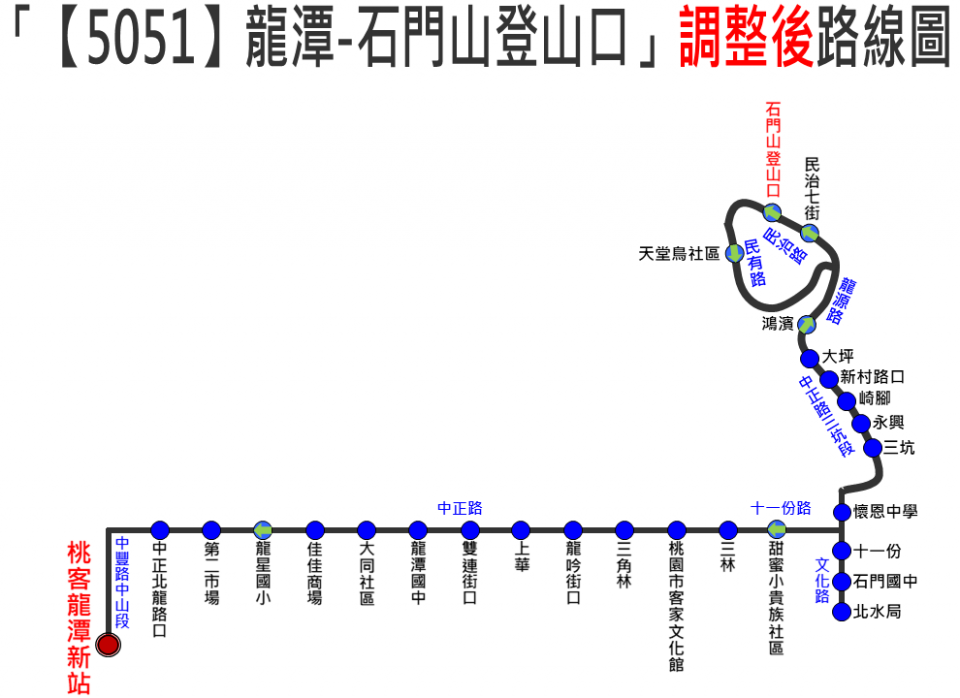 「【5051】龍潭-石門山登山口」調整後路線圖
石門山登山口
民治七街
民治路
天堂鳥社區
民有路
龍源路
鴻濱
大坪
新村路口
崎腳
中正路三坑段
永興
三坑
中正路
十一份路
懷恩中學
十一份
文化路
石門國中
北水局
桃客龍潭新站
中豐路中山段
中正北龍路口
第二市場
龍星國小
佳佳商場
大同社區
龍潭國中
雙連街口
上華
龍吟街口
三角林
桃園市客家文化館
三林
甜蜜小貴族社區